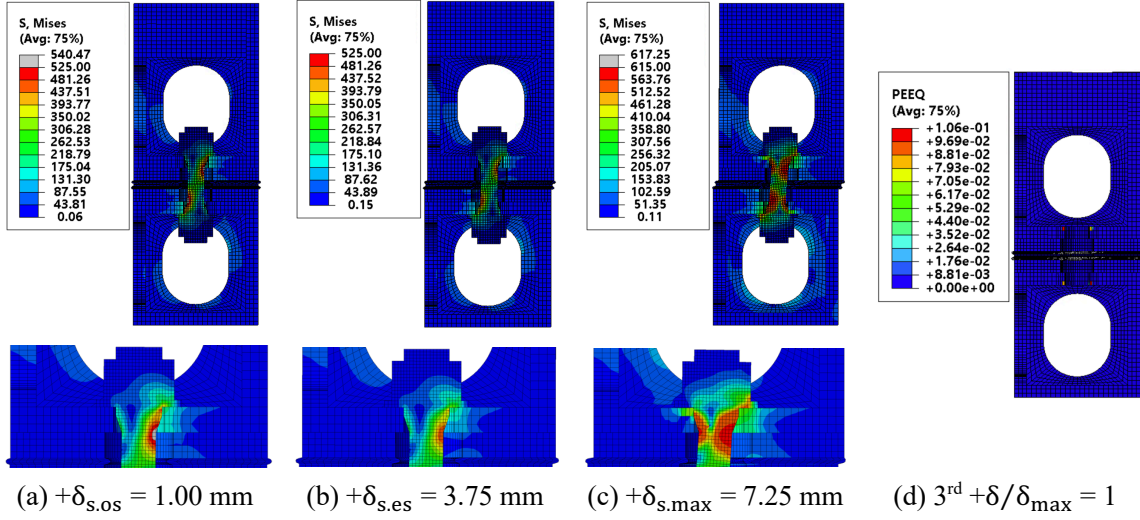 S, Mises
(Avg: 75%)
540.47
525.00
481.26
437.51
393.77
350.02
306.28
262.53
218.79
175.04
131.30
87.55
43.81
0.06
S, Mises
(Avg: 75%)
525.00
481.26
437.52
393.79
350.05
306.31
262.57
218.84
175.10
131.36
87.62
43.89
0.15
S, Mises
(Avg: 75%)
617.25
615.00
563.76
512.52
461.28
410.04
358.80
307.56
256.32
205.07
153.83
102.59
51.35
0.11
PEEQ
(Avg: 75%)
+1.06e-01
+9.69e-02
+8.81e-02
+7.93e-02
+7.05e-02
+6.17e-02
+5.29e-02
+4.40e-02
+3.52e-02
+2.64e-02
+1.76e-02
+8.81e-03
+0.00e+00
(a) +δs.os = 1.00 mm
(b) +δs.es = 3.75 mm
(c) +δs.max = 7.25 mm
(d) 3rd +δ/δmax = 1